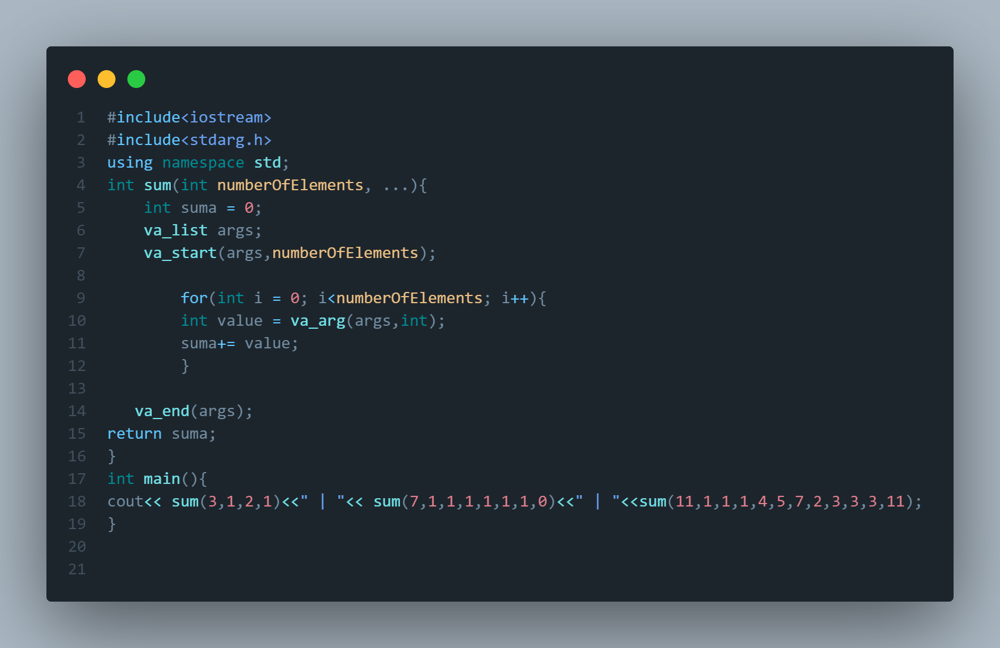 1 #include<iostream>
2 #include<stdarg.h>
3 using namespace std;
4 int sum(int numberOfElements, ...){
5     int suma = 0;
6     va_list args;
7     va_start(args,numberOfElements);
8
9         for(int i = 0; i<numberOfElements; i++){
10         int value = va_arg(args,int);
11         suma+= value;
12         }
13
14    va_end(args);
15 return suma;
16 }
17 int main(){
18 cout<< sum(3,1,2,1)<<" | "<< sum(7,1,1,1,1,1,1,0)<<" | "<<sum(11,1,1,1,4,5,7,2,3,3,3,11);
19 }
20
21